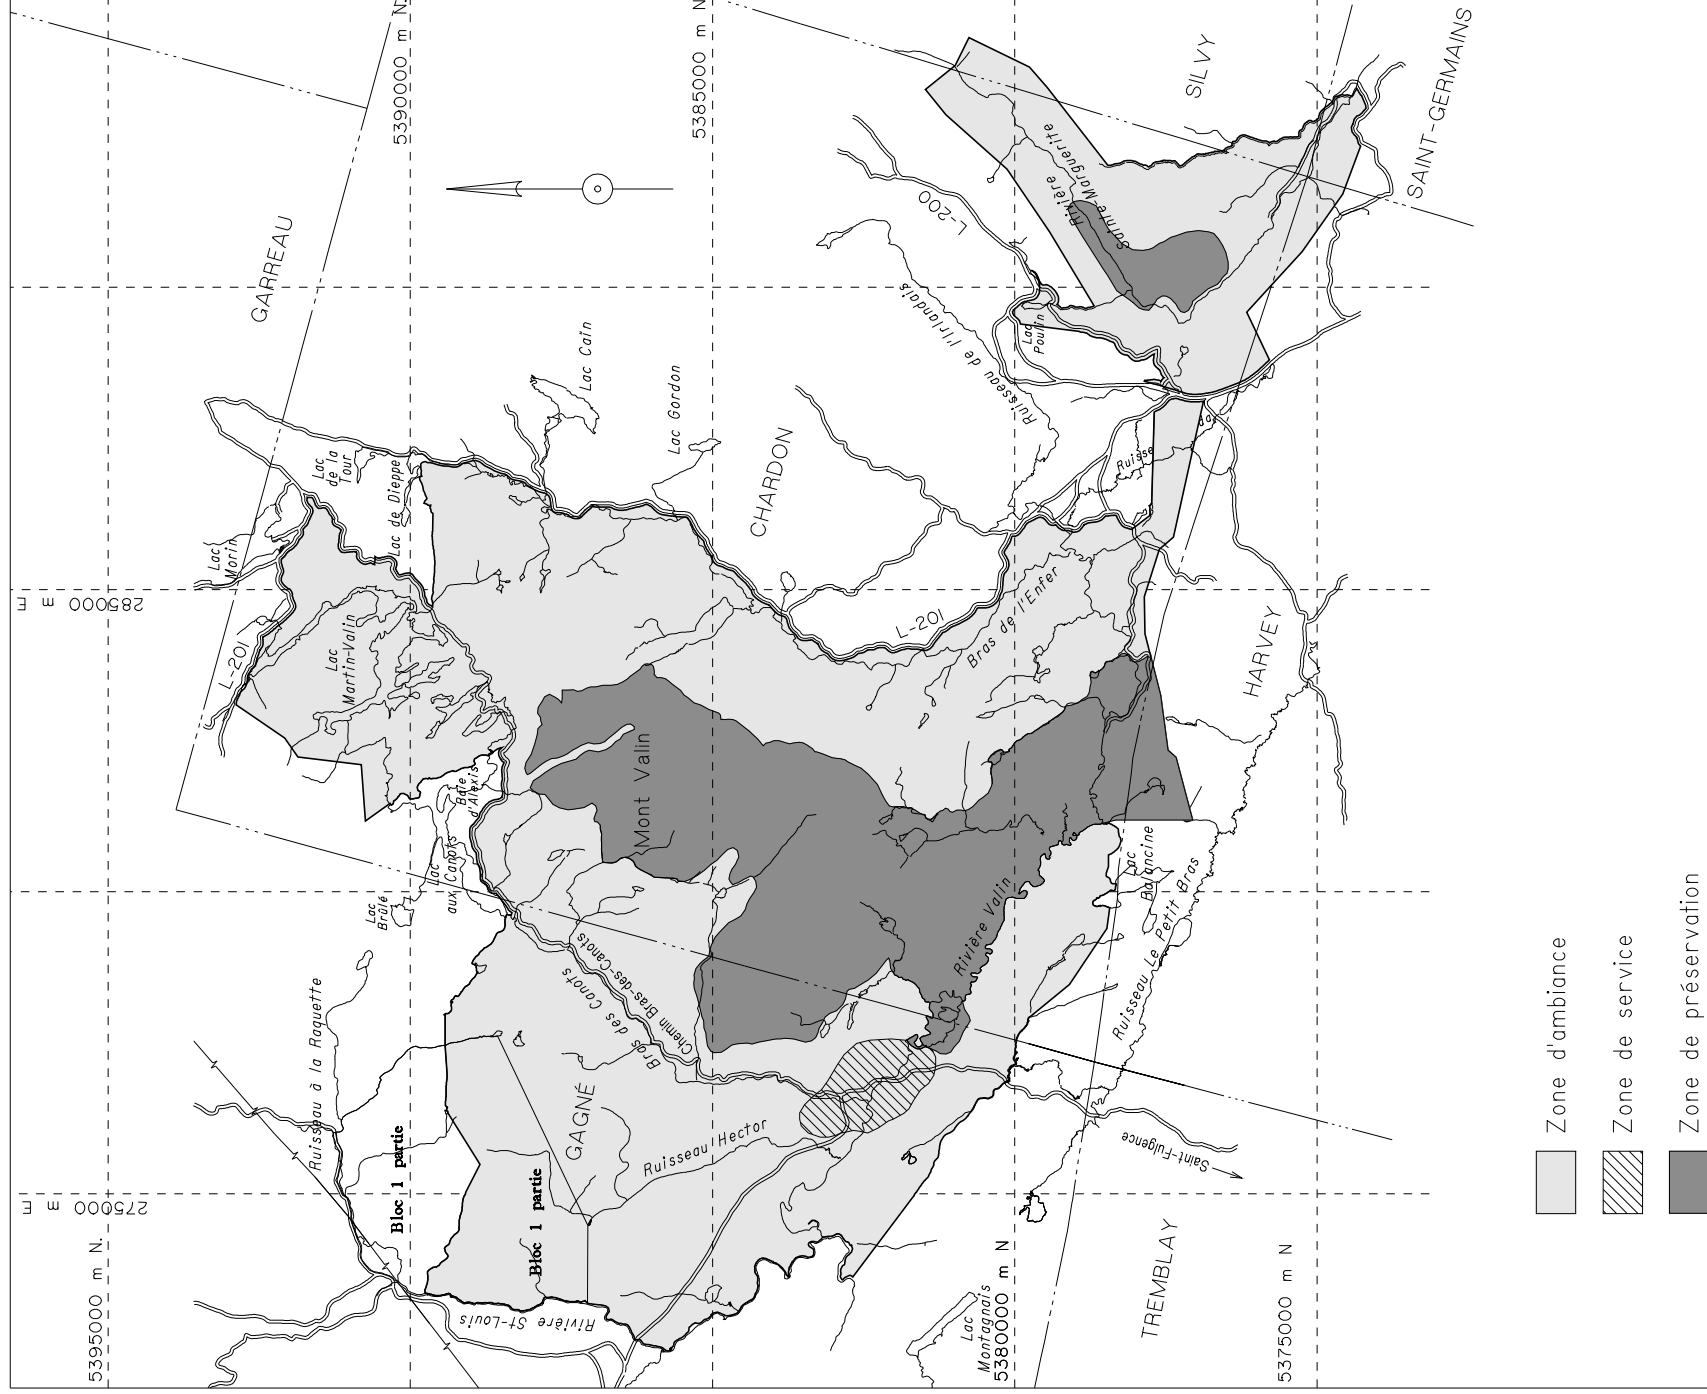 5390000 m N.
5385000 m N
SILVY
SAINT-GERMAINS
GARREAU
L-200
Rivière
Sainte-Marguerite
Ruisseau de l'Irlandais
Lac
Poulin
Lac Caïn
Lac Gordon
CHARDON
Lac
de la
Tour
Lac de Dieppe
Lac
Morin
285000 m E
L-201
Lac
Martin-Valin
L-201
Bras de l'Enfer
Ruisse
HARVEY
Mont Valin
Baie
d'Alexis
Lac
aux Canots
Lac
Brûlé
Lac
Balancine
Rivière Valin
Ruisseau Le Petit Bras
Chemin Bras-des-Canots
Bras des Canots
Ruisseau à la Raquette
GAGNÉ
Ruisseau Hector
Bloc 1 partie
Bloc 1 partie
Saint-Fulgence
275000 m E
5395000 m N.
Rivière St-Louis
Lac
Montagnais
5380000 m N
TREMBLAY
5375000 m N
Zone d'ambiance
Zone de service
Zone de préservation